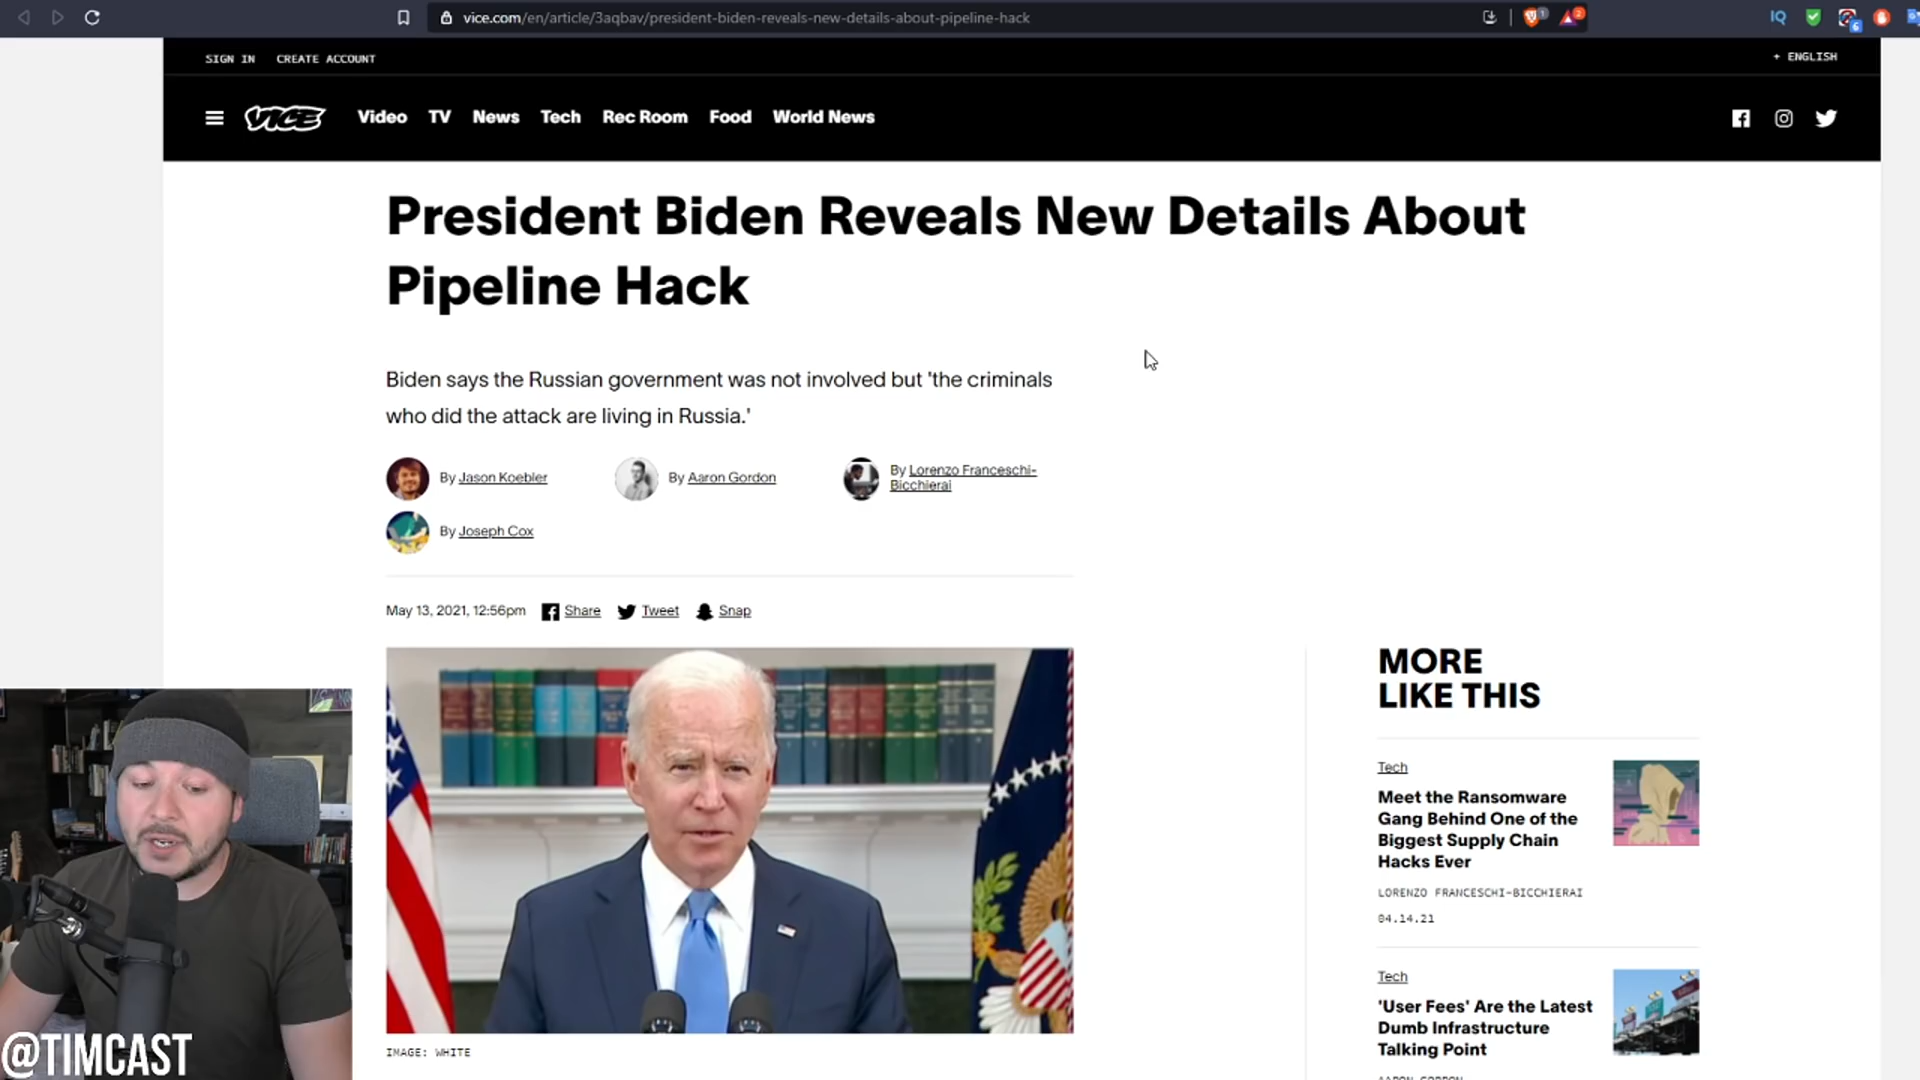 vice.com/en/article/3aqbav/president-biden-reveals-new-details-about-pipeline-hack
SIGN IN CREATE ACCOUNT
+ ENGLISH
VICE Video TV News Tech Rec Room Food World News
President Biden Reveals New Details About
Pipeline Hack
Biden says the Russian government was not involved but 'the criminals
who did the attack are living in Russia.'
By Jason Koebler
By Aaron Gordon
By Lorenzo Franceschi-
Bicchierai
By Joseph Cox
May 13, 2021, 12:56pm Share Tweet Snap
IMAGE: WHITE
MORE
LIKE THIS
Tech
Meet the Ransomware
Gang Behind One of the
Biggest Supply Chain
Hacks Ever
LORENZO FRANCESCHI-BICCHIERAI
04.14.21
Tech
'User Fees' Are the Latest
Dumb Infrastructure
Talking Point
AARON GORDON
@TIMCAST